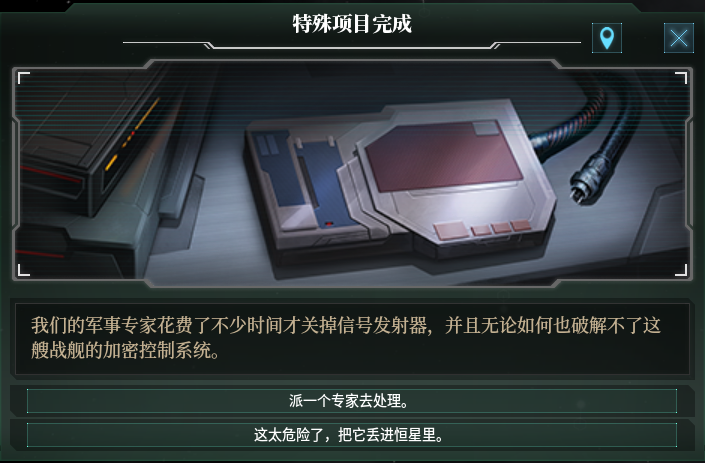 特殊项目完成
我们的军事专家花费了不少时间才关掉信号发射器，并且无论如何也破解不了这
艘战舰的加密控制系统。
派一个专家去处理。
这太危险了，把它丢进恒星里。